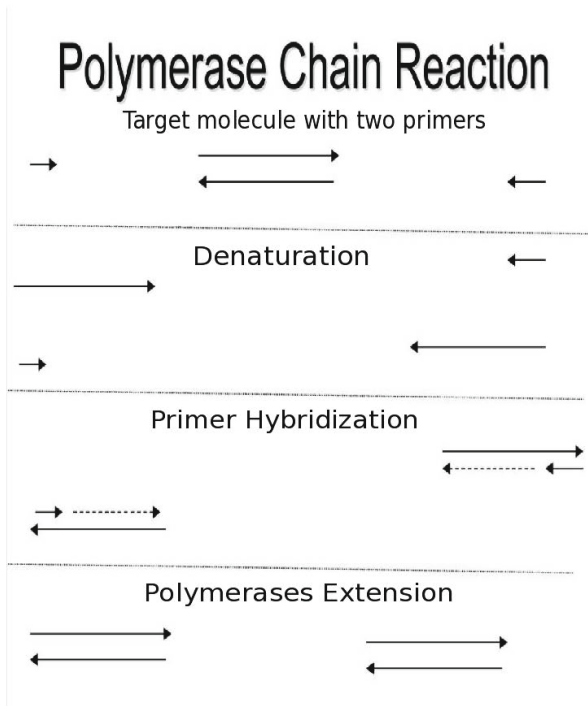 Polymerase Chain Reaction
Target molecule with two primers
Denaturation
Primer Hybridization
Polymerases Extension